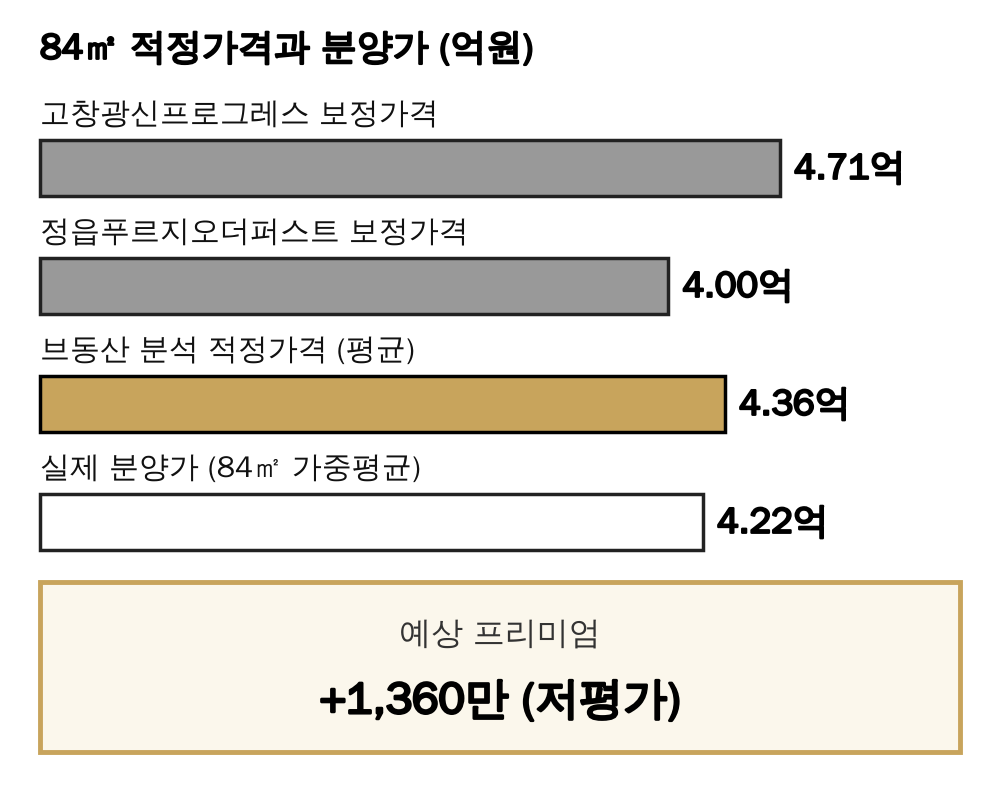 84㎡ 적정가격과 분양가 (억원)
고창광신프로그레스 보정가격
4.71억
정읍푸르지오더퍼스트 보정가격
4.00억
브동산 분석 적정가격 (평균)
4.36억
실제 분양가 (84㎡ 가중평균)
4.22억
예상 프리미엄
+1,360만 (저평가)